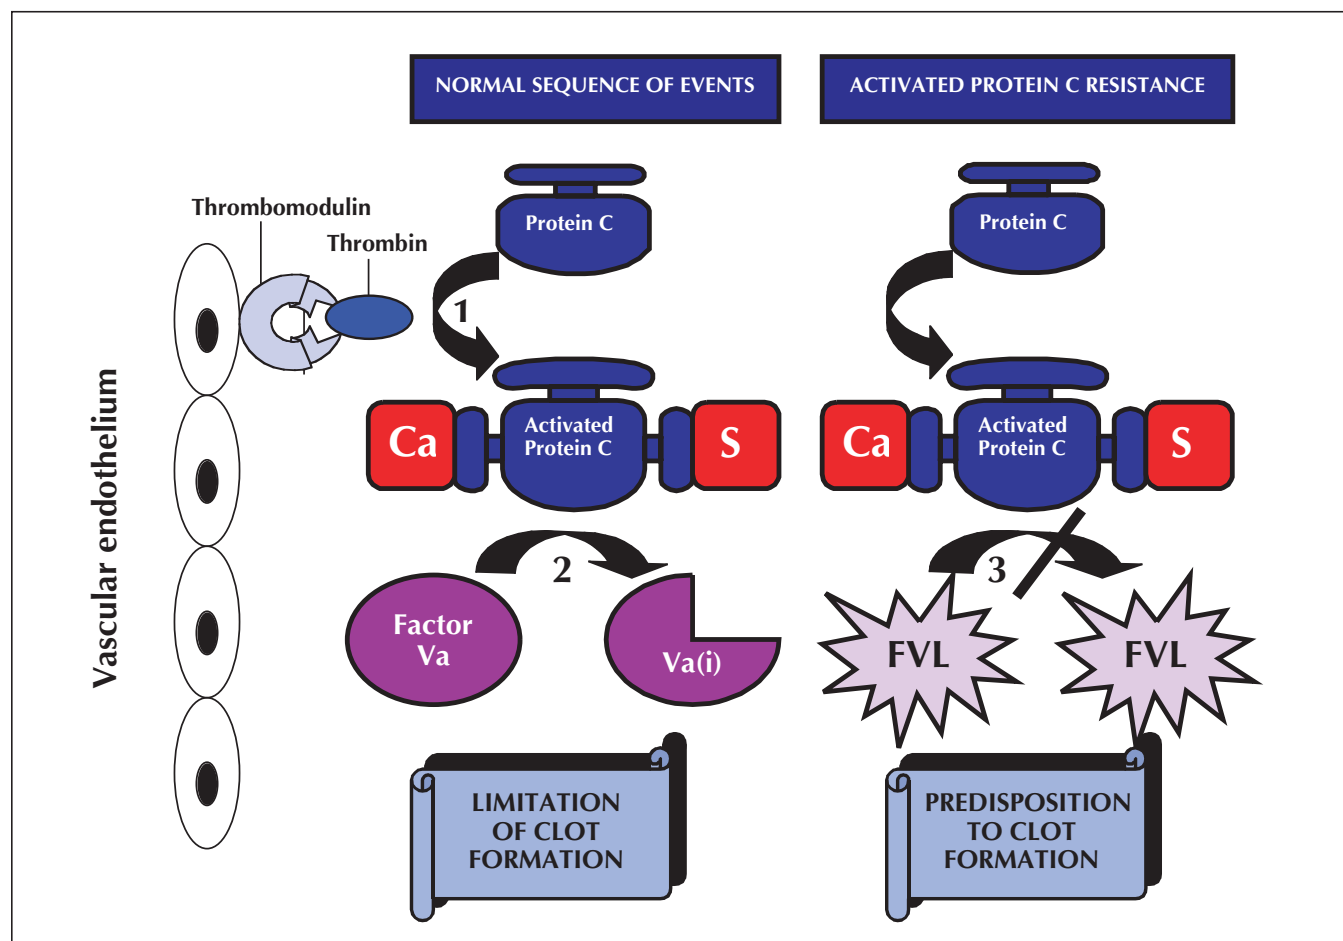 NORMAL SEQUENCE OF EVENTS
ACTIVATED PROTEIN C RESISTANCE
Thrombomodulin
Thrombin
Vascular endothelium
Protein C
1
Ca
Activated
Protein C
S
2
Factor
Va
Va(i)
LIMITATION
OF CLOT
FORMATION
Protein C
Ca
Activated
Protein C
S
3
FVL
FVL
PREDISPOSITION
TO CLOT
FORMATION